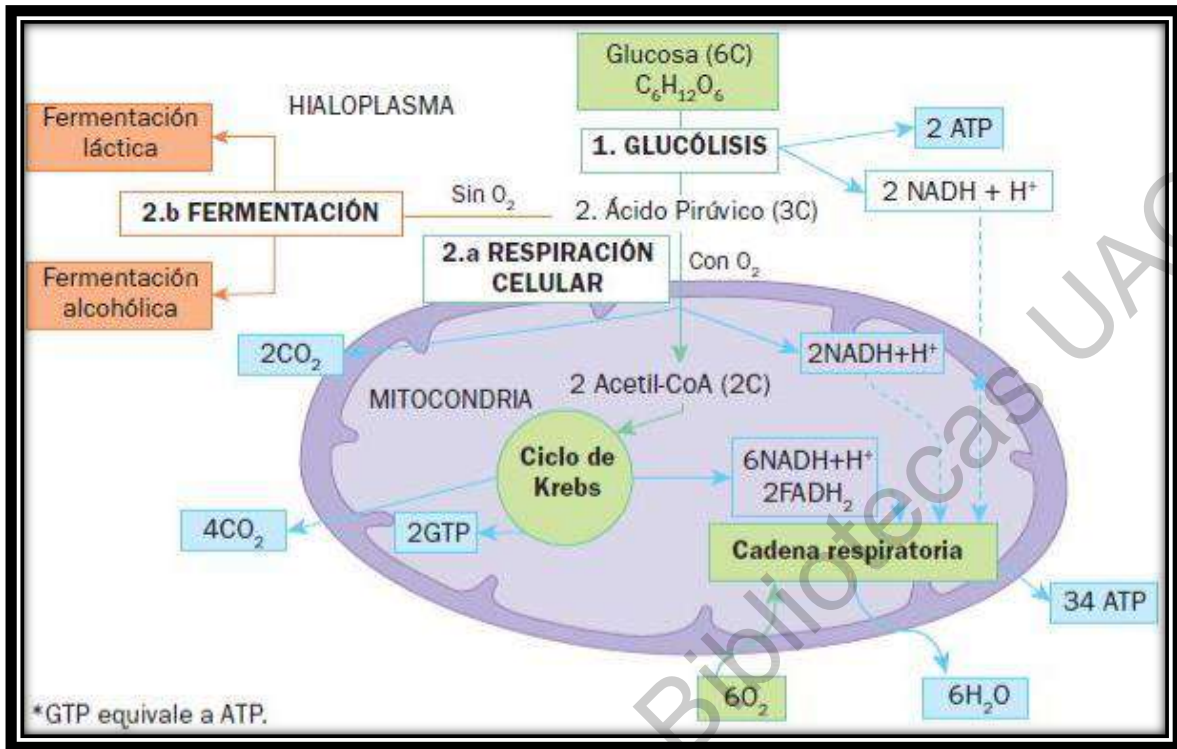 Glucosa (6C)
C₆H₁₂O₆
HIALOPLASMA
Fermentación
láctica
1. GLUCÓLISIS
2 ATP
2 NADH + H⁺
2.b FERMENTACIÓN
Sin O₂
2. Ácido Pirúvico (3C)
2.a RESPIRACIÓN
CELULAR
Con O₂
Fermentación
alcohólica
2CO₂
2NADH+H⁺
2 Acetil-CoA (2C)
MITOCONDRIA
Ciclo de
Krebs
6NADH+H⁺
2FADH₂
4CO₂
2GTP
Cadena respiratoria
34 ATP
6O₂
6H₂O
*GTP equivale a ATP.
Bibliotecas UAQ